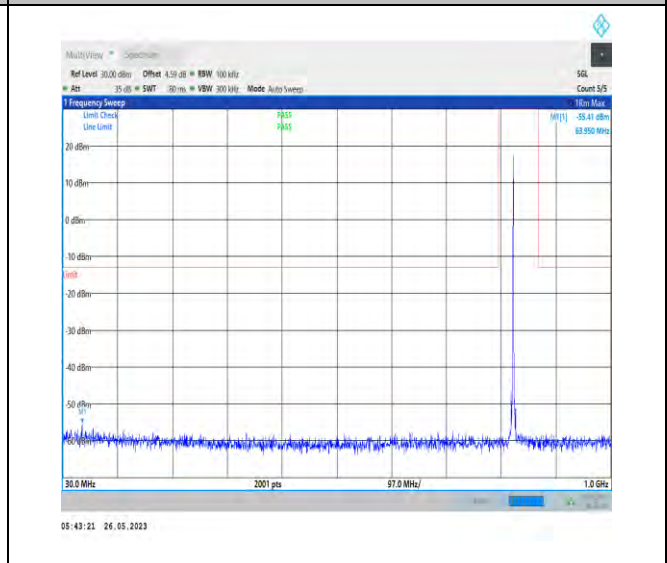 MultiView Spectrum
Ref Level 30.00 dBm Offset 4.59 dB RBW 100 kHz SGL
Att 35 dB SWT 80 ms VBW 300 kHz Mode Auto Sweep Count 5/5
1 Frequency Sweep 1Rm Max
Limit Check PASS M1[1] -55.41 dBm
Line Limit PASS 63.950 MHz
20 dBm
10 dBm
0 dBm
-10 dBm
Limit
-20 dBm
-30 dBm
-40 dBm
-50 dBm
M1
-60 dBm
30.0 MHz 2001 pts 97.0 MHz/ 1.0 GHz
05:43:21 26.05.2023